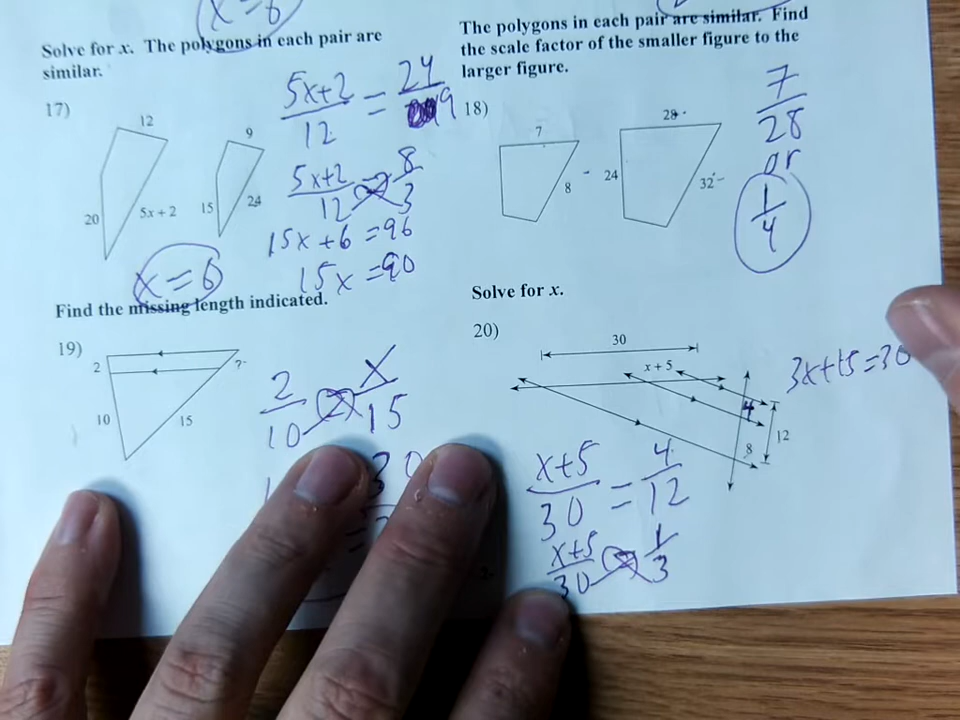 x = 6
Solve for x. The polygons in each pair are
similar.
17)
12
20
5x + 2
9
15
24
5x+2/12 = 24/9
5x+2/12 = 8/3
15x + 6 = 96
15x = 90
x = 6
The polygons in each pair are similar. Find
the scale factor of the smaller figure to the
larger figure.
18)
7
8
28
24
32
7/28
or
1/4
Find the missing length indicated.
19)
2
?
10
15
2/10 = x/15
Solve for x.
20)
30
x + 5
4
8
12
3x+15=30
x+5/30 = 4/12
x+5/30 = 1/3